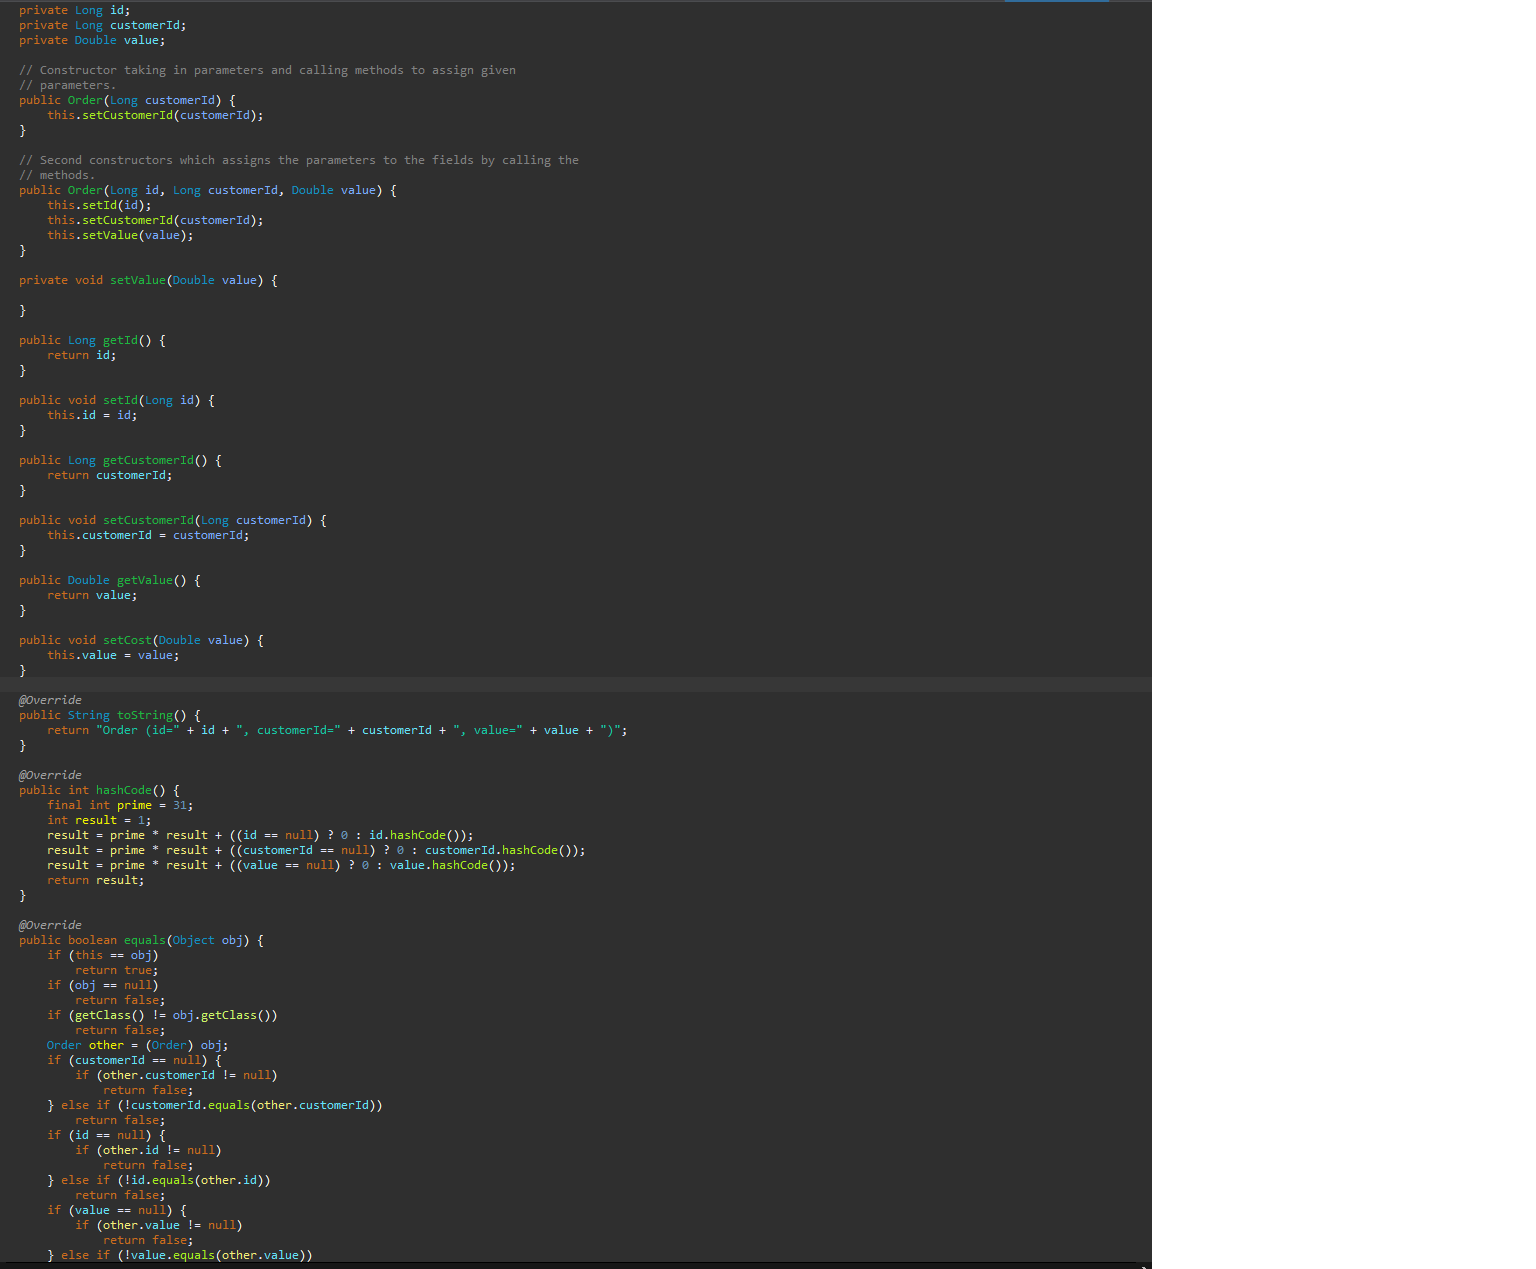 private Long id;
private Long customerId;
private Double value;
// Constructor taking in parameters and calling methods to assign given
// parameters.
public Order(Long customerId) {
this.setCustomerId(customerId);
}
// Second constructors which assigns the parameters to the fields by calling the
// methods.
public Order(Long id, Long customerId, Double value) {
this.setId(id);
this.setCustomerId(customerId);
this.setValue(value);
}
private void setValue(Double value) {
}
public Long getId() {
return id;
}
public void setId(Long id) {
this.id = id;
}
public Long getCustomerId() {
return customerId;
}
public void setCustomerId(Long customerId) {
this.customerId = customerId;
}
public Double getValue() {
return value;
}
public void setCost(Double value) {
this.value = value;
}
@Override
public String toString() {
return "Order (id=" + id + ", customerId=" + customerId + ", value=" + value + ")";
}
@Override
public int hashCode() {
final int prime = 31;
int result = 1;
result = prime * result + ((id == null) ? 0 : id.hashCode());
result = prime * result + ((customerId == null) ? 0 : customerId.hashCode());
result = prime * result + ((value == null) ? 0 : value.hashCode());
return result;
}
@Override
public boolean equals(Object obj) {
if (this == obj)
return true;
if (obj == null)
return false;
if (getClass() != obj.getClass())
return false;
Order other = (Order) obj;
if (customerId == null) {
if (other.customerId != null)
return false;
} else if (!customerId.equals(other.customerId))
return false;
if (id == null) {
if (other.id != null)
return false;
} else if (!id.equals(other.id))
return false;
if (value == null) {
if (other.value != null)
return false;
} else if (!value.equals(other.value))